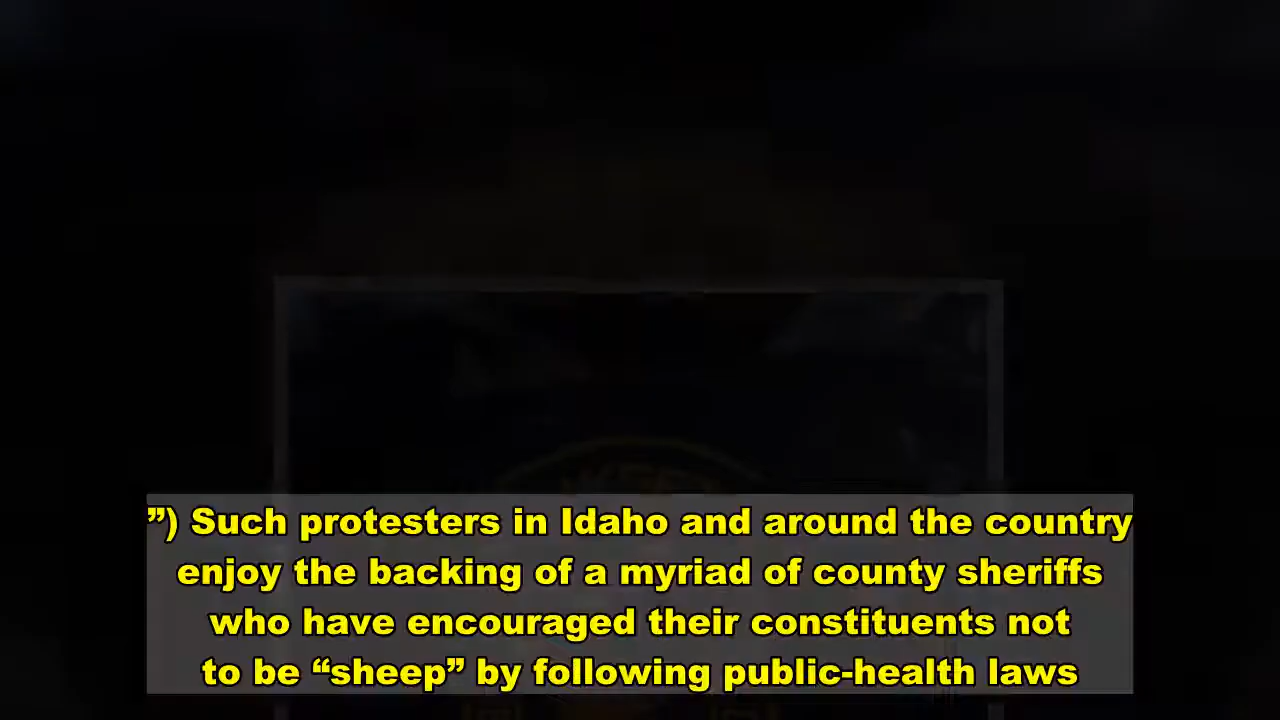 ”) Such protesters in Idaho and around the country
enjoy the backing of a myriad of county sheriffs
who have encouraged their constituents not
to be “sheep” by following public-health laws